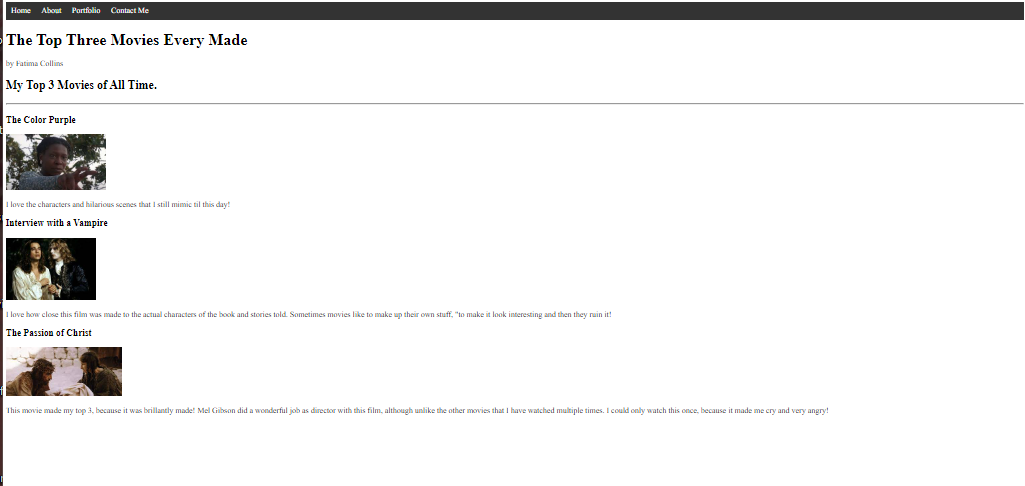 Home About Portfolio Contact Me
The Top Three Movies Every Made
by Fatima Collins
My Top 3 Movies of All Time.
The Color Purple
I love the characters and hilarious scenes that I still mimic til this day!
Interview with a Vampire
I love how close this film was made to the actual characters of the book and stories told. Sometimes movies like to make up their own stuff, "to make it look interesting and then they ruin it!
The Passion of Christ
This movie made my top 3, because it was brillantly made! Mel Gibson did a wonderful job as director with this film, although unlike the other movies that I have watched multiple times. I could only watch this once, because it made me cry and very angry!